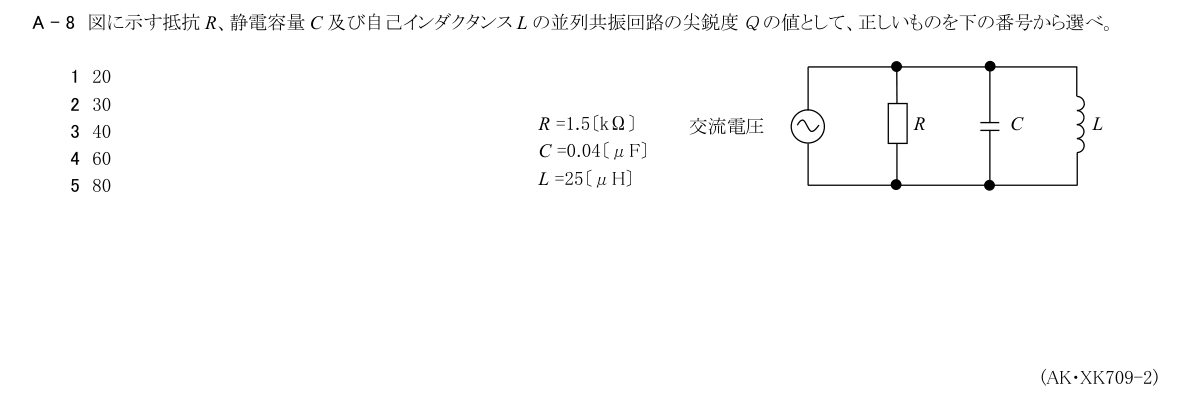 A－8 図に示す抵抗 R、静電容量 C 及び自己インダクタンス L の並列共振回路の尖鋭度 Q の値として、正しいものを下の番号から選べ。
1 20
2 30
3 40
4 60
5 80
R =1.5〔kΩ〕
C =0.04〔μF〕
L =25〔μH〕
交流電圧
R
C
L
(AK・XK709-2)